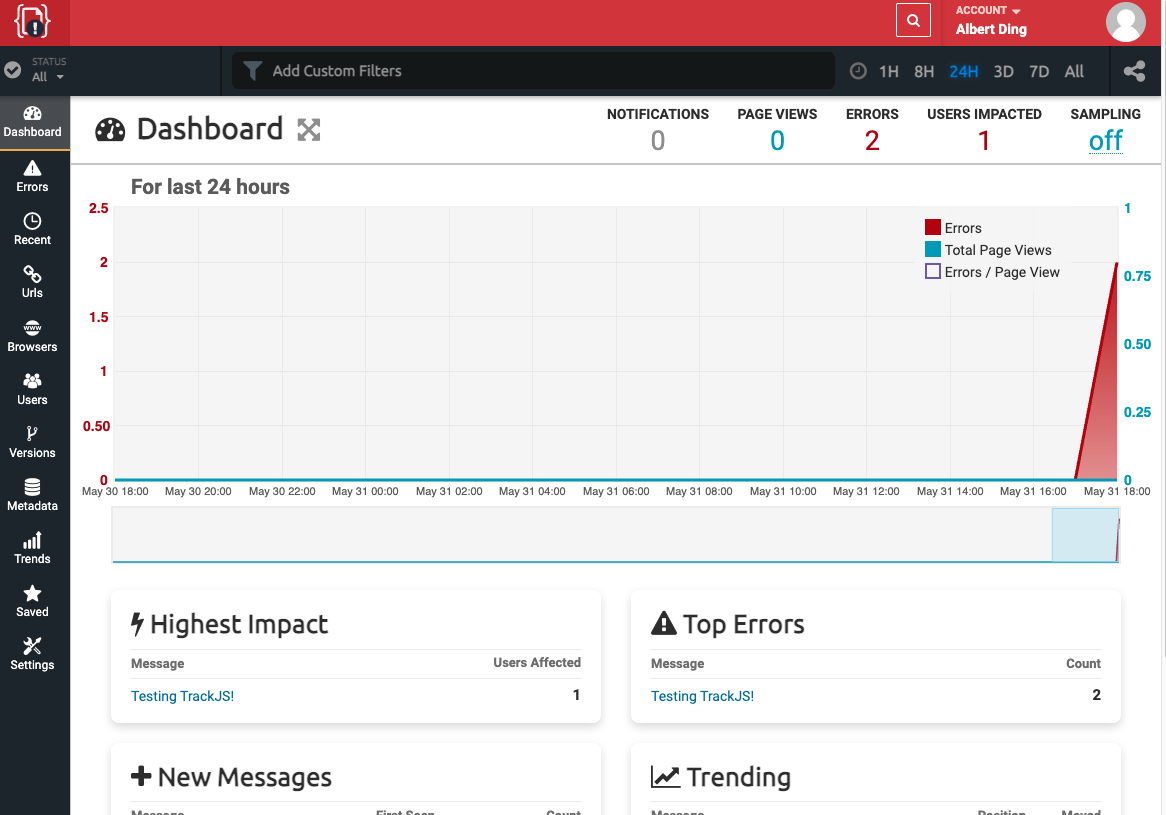 ACCOUNT
Albert Ding
STATUS
All
Add Custom Filters
1H 8H 24H 3D 7D All
Dashboard
Errors
Recent
Urls
www
Browsers
Users
Versions
Metadata
Trends
Saved
Settings
Dashboard
NOTIFICATIONS PAGE VIEWS ERRORS USERS IMPACTED SAMPLING
0 0 2 1 off
For last 24 hours
2.5
2
1.5
1
0.50
0
Errors
Total Page Views
Errors / Page View
1
0.75
0.50
0.25
0
May 30 18:00 May 30 20:00 May 30 22:00 May 31 00:00 May 31 02:00 May 31 04:00 May 31 06:00 May 31 08:00 May 31 10:00 May 31 12:00 May 31 14:00 May 31 16:00 May 31 18:00
Highest Impact
Message Users Affected
Testing TrackJS! 1
Top Errors
Message Count
Testing TrackJS! 2
New Messages
Message First Seen Count
Trending
Message Position Moved